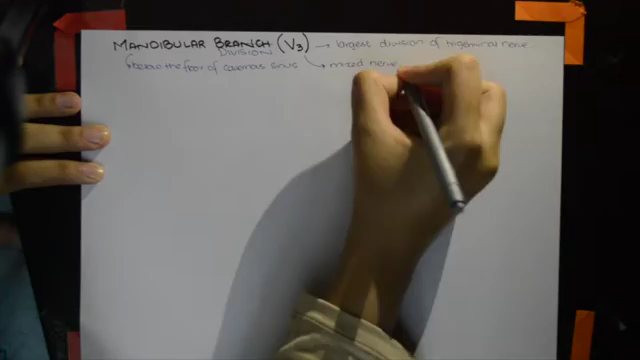 MANDIBULAR BRANCH (V3) → largest division of trigeminal nerve
DIVISION
below the floor of cavernous sinus → mixed nerve